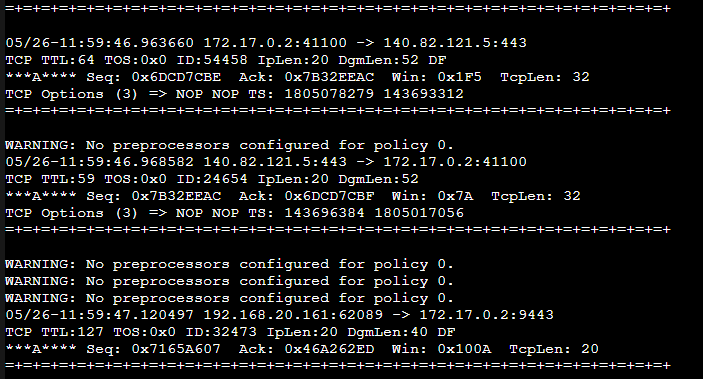 =+=+=+=+=+=+=+=+=+=+=+=+=+=+=+=+=+=+=+=+=+=+=+=+=+=+=+=+=+=+=+=+=+=+=+=+=+
05/26-11:59:46.963660 172.17.0.2:41100 -> 140.82.121.5:443
TCP TTL:64 TOS:0x0 ID:54458 IpLen:20 DgmLen:52 DF
***A**** Seq: 0x6DCD7CBE  Ack: 0x7B32EEAC  Win: 0x1F5  TcpLen: 32
TCP Options (3) => NOP NOP TS: 1805078279 143693312
=+=+=+=+=+=+=+=+=+=+=+=+=+=+=+=+=+=+=+=+=+=+=+=+=+=+=+=+=+=+=+=+=+=+=+=+=+
WARNING: No preprocessors configured for policy 0.
05/26-11:59:46.968582 140.82.121.5:443 -> 172.17.0.2:41100
TCP TTL:59 TOS:0x0 ID:24654 IpLen:20 DgmLen:52
***A**** Seq: 0x7B32EEAC  Ack: 0x6DCD7CBF  Win: 0x7A  TcpLen: 32
TCP Options (3) => NOP NOP TS: 143696384 1805017056
=+=+=+=+=+=+=+=+=+=+=+=+=+=+=+=+=+=+=+=+=+=+=+=+=+=+=+=+=+=+=+=+=+=+=+=+=+
WARNING: No preprocessors configured for policy 0.
WARNING: No preprocessors configured for policy 0.
WARNING: No preprocessors configured for policy 0.
05/26-11:59:47.120497 192.168.20.161:62089 -> 172.17.0.2:9443
TCP TTL:127 TOS:0x0 ID:32473 IpLen:20 DgmLen:40 DF
***A**** Seq: 0x7165A607  Ack: 0x46A262ED  Win: 0x100A  TcpLen: 20
=+=+=+=+=+=+=+=+=+=+=+=+=+=+=+=+=+=+=+=+=+=+=+=+=+=+=+=+=+=+=+=+=+=+=+=+=+